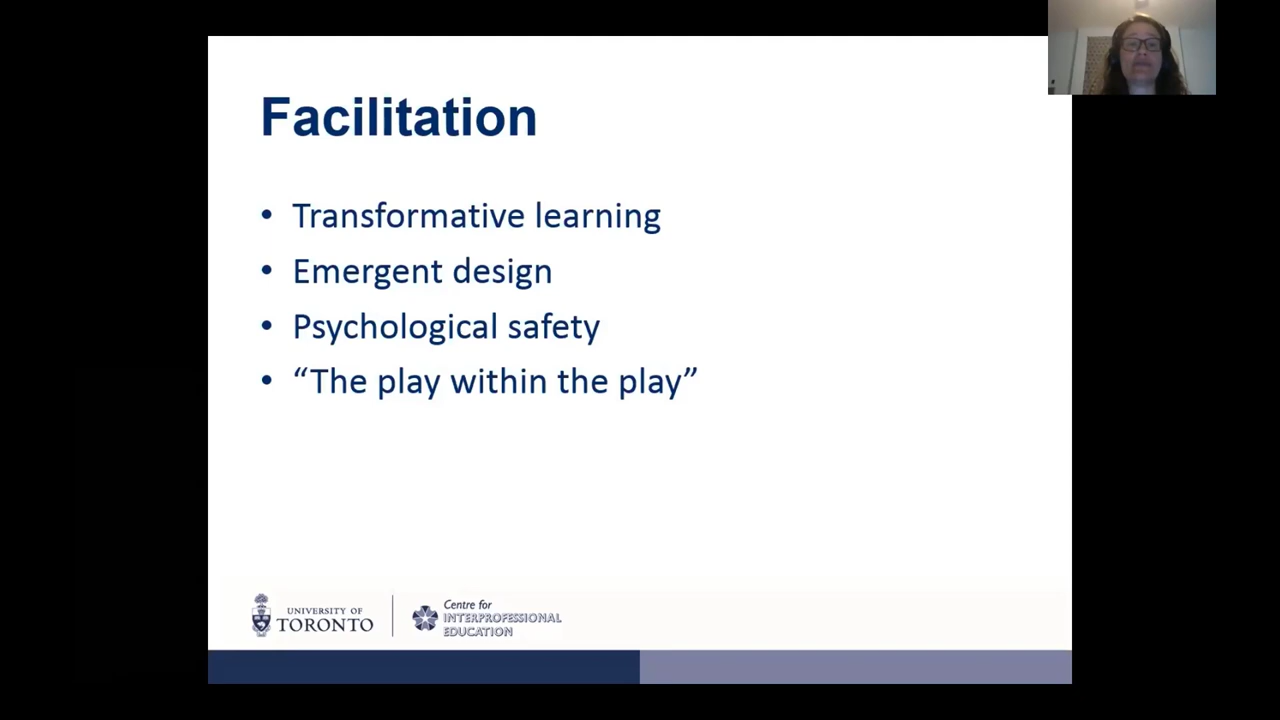 Facilitation
• Transformative learning
• Emergent design
• Psychological safety
• “The play within the play”
UNIVERSITY OF
TORONTO
Centre for
INTERPROFESSIONAL
EDUCATION